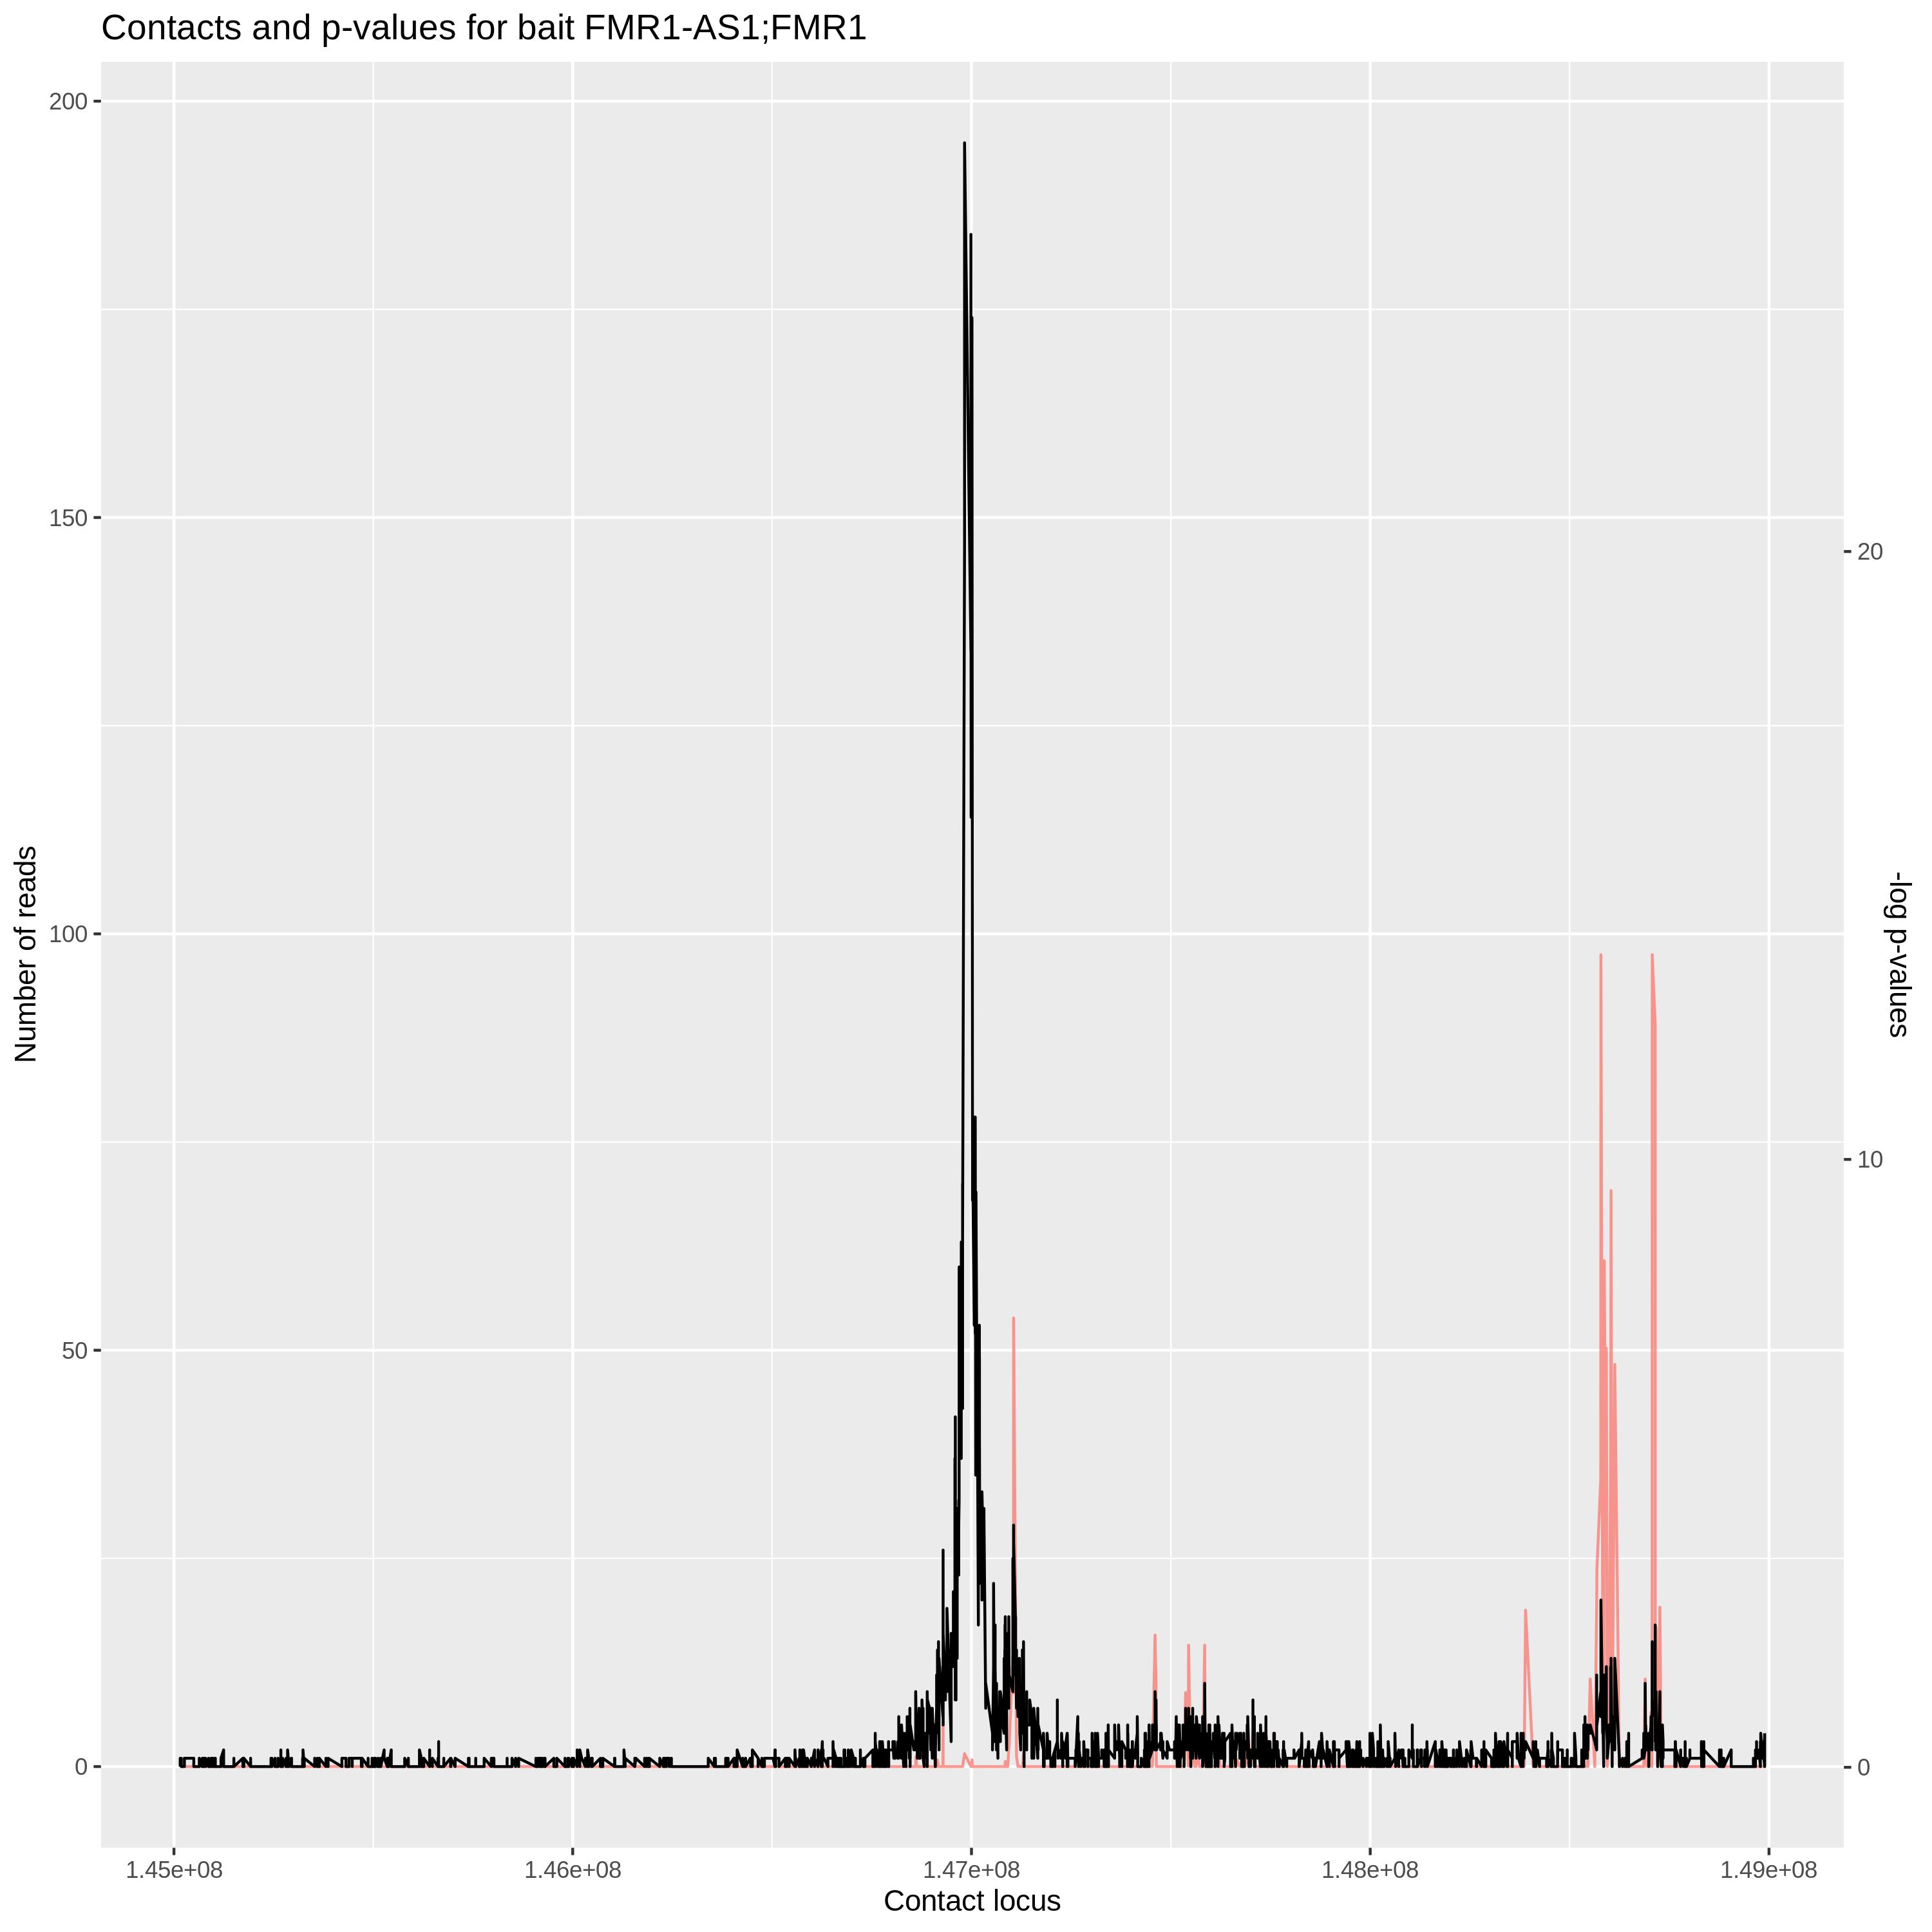 Contacts and p-values for bait FMR1-AS1;FMR1
200
150
100
50
0
Number of reads
20
10
0
-log p-values
1.45e+08 1.46e+08 1.47e+08 1.48e+08 1.49e+08
Contact locus